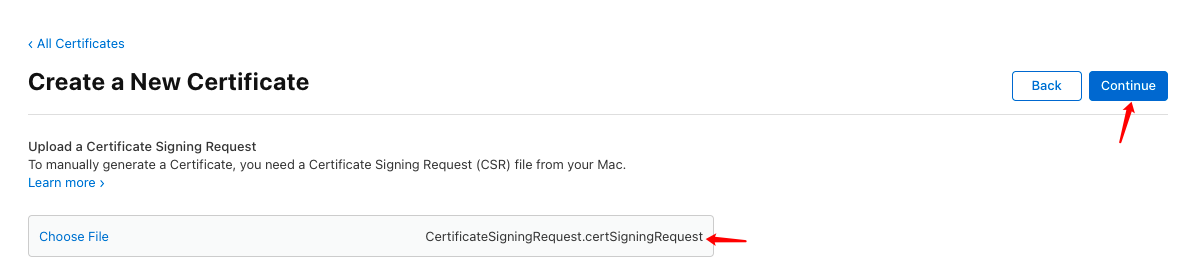 ‹ All Certificates
Create a New Certificate
Back
Continue
Upload a Certificate Signing Request
To manually generate a Certificate, you need a Certificate Signing Request (CSR) file from your Mac.
Learn more ›
Choose File
CertificateSigningRequest.certSigningRequest